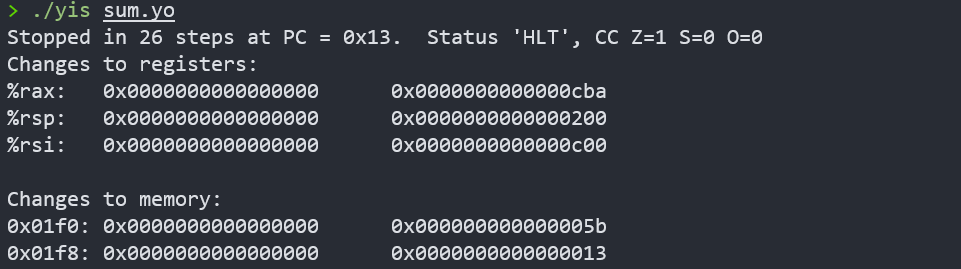 > ./yis sum.yo
Stopped in 26 steps at PC = 0x13.  Status 'HLT', CC Z=1 S=0 O=0
Changes to registers:
%rax:   0x0000000000000000      0x0000000000000cba
%rsp:   0x0000000000000000      0x0000000000000200
%rsi:   0x0000000000000000      0x0000000000000c00

Changes to memory:
0x01f0: 0x0000000000000000      0x000000000000005b
0x01f8: 0x0000000000000000      0x0000000000000013